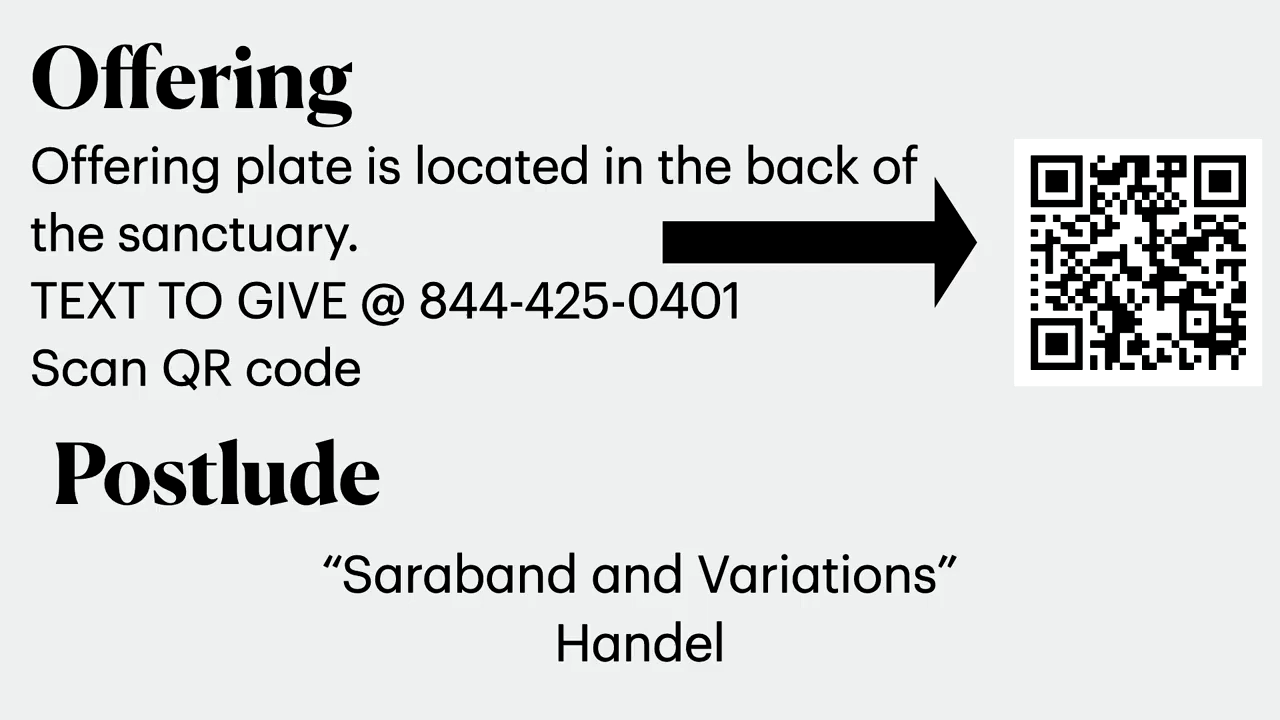 Offering
Offering plate is located in the back of
the sanctuary.
TEXT TO GIVE @ 844-425-0401
Scan QR code
Postlude
“Saraband and Variations”
Handel